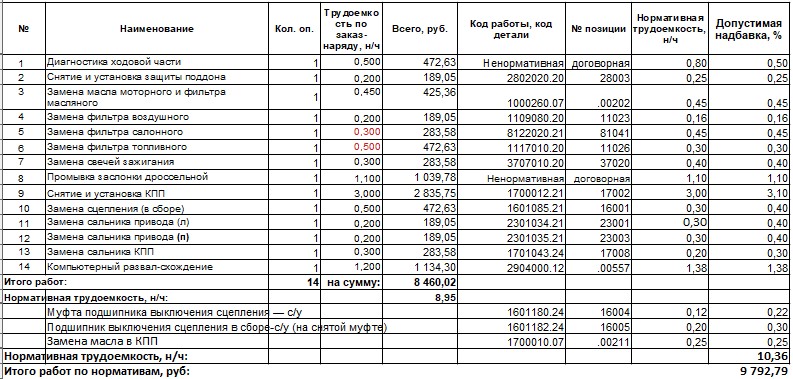 № Наименование Кол. оп. Трудоемко сть по заказ-наряду, н/ч Всего, руб. Код работы, код детали № позиции Нормативная трудоемкость, н/ч Допустимая надбавка, %
1 Диагностика ходовой части 1 0,500 472,63 Ненормативная договорная 0,80 0,50
2 Снятие и установка защиты поддона 1 0,200 189,05 2802020.20 28003 0,25 0,25
3 Замена масла моторного и фильтра масляного 1 0,450 425,36 1000260.07 .00202 0,45 0,45
4 Замена фильтра воздушного 1 0,200 189,05 1109080.20 11023 0,16 0,16
5 Замена фильтра салонного 1 0,300 283,58 8122020.21 81041 0,45 0,45
6 Замена фильтра топливного 1 0,500 472,63 1117010.20 11026 0,30 0,30
7 Замена свечей зажигания 1 0,300 283,58 3707010.20 37020 0,40 0,40
8 Промывка заслонки дроссельной 1 1,100 1 039,78 Ненормативная договорная 1,10 1,10
9 Снятие и установка КПП 1 3,000 2 835,75 1700012.21 17002 3,00 3,10
10 Замена сцепления (в сборе) 1 0,500 472,63 1601085.21 16001 0,30 0,40
11 Замена сальника привода (л) 1 0,200 189,05 2301034.21 23001 0,30 0,40
12 Замена сальника привода (п) 1 0,200 189,05 2301035.21 23003 0,30 0,40
13 Замена сальника КПП 1 0,300 283,58 1701043.24 17008 0,20 0,30
14 Компьютерный развал-схождение 1 1,200 1 134,30 2904000.12 .00557 1,38 1,38
Итого работ: 14 на сумму: 8 460,02
Нормативная трудоемкость, н/ч: 8,95
Муфта подшипника выключения сцепления — с/у 1601180.24 16004 0,12 0,22
Подшипник выключения сцепления в сборе-с/у (на снятой муфте) 1601182.24 16005 0,20 0,30
Замена масла в КПП 1700010.07 .00211 0,25 0,25
Нормативная трудоемкость, н/ч: 10,36
Итого работ по нормативам, руб: 9 792,79